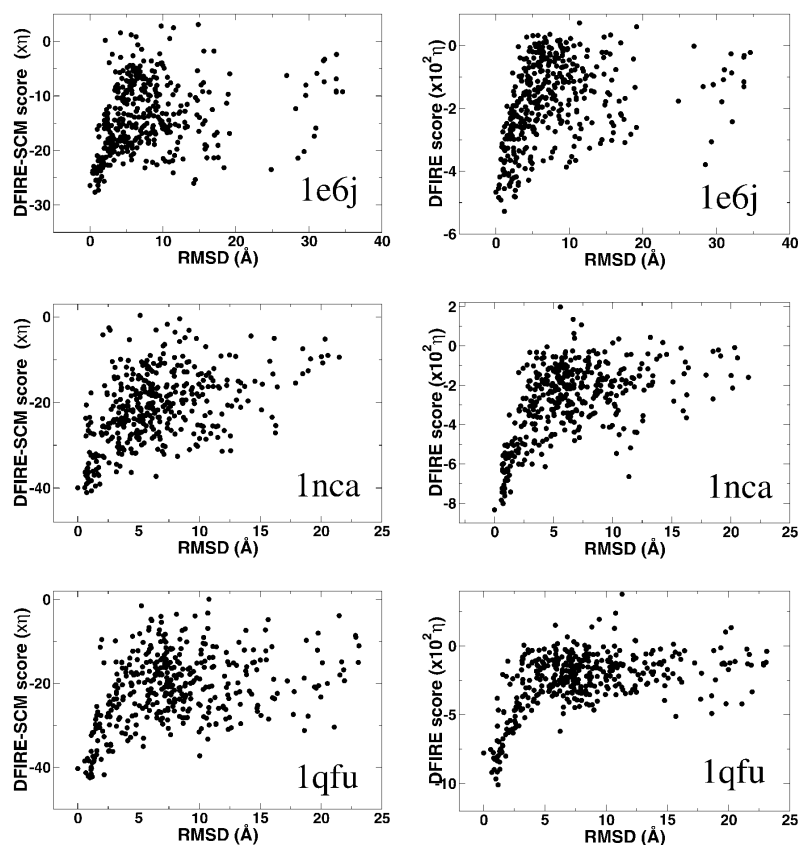 DFIRE-SCM score (xη)
0
-10
-20
-30
0 10 20 30 40
RMSD (Å)
1e6j
DFIRE score (x10²η)
0
-2
-4
-6
0 10 20 30 40
RMSD (Å)
1e6j
DFIRE-SCM score (xη)
0
-20
-40
0 5 10 15 20 25
RMSD (Å)
1nca
DFIRE score (x10²η)
2
0
-2
-4
-6
-8
0 5 10 15 20 25
RMSD (Å)
1nca
DFIRE-SCM score (xη)
0
-20
-40
0 5 10 15 20 25
RMSD (Å)
1qfu
DFIRE score (x10²η)
0
-5
-10
0 5 10 15 20 25
RMSD (Å)
1qfu